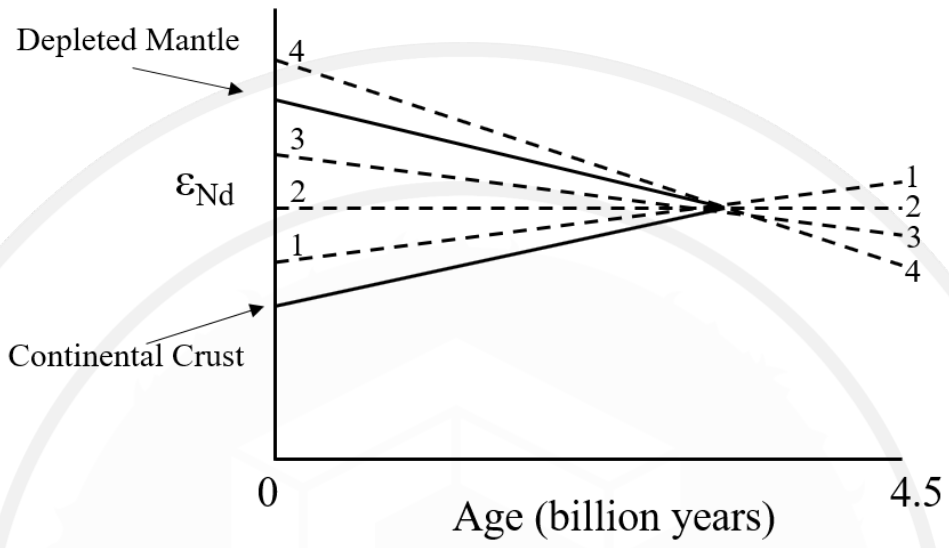 Depleted Mantle
4
3
1
εNd
2
2
3
1
4
Continental Crust
0
4.5
Age (billion years)